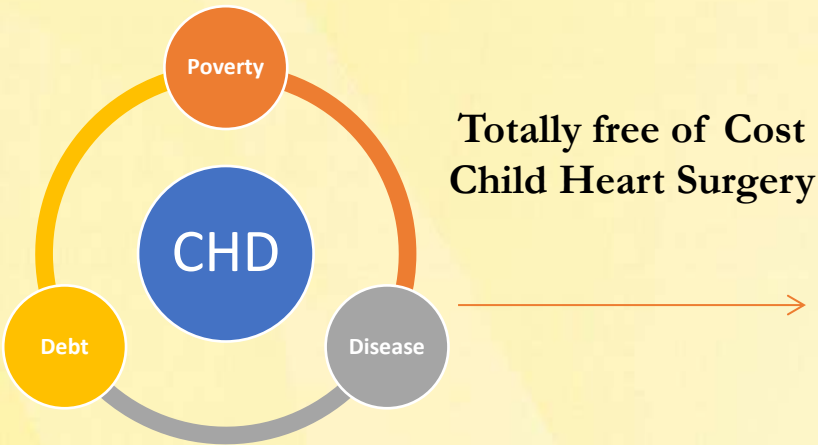 Poverty
Totally free of Cost
Child Heart Surgery
CHD
Debt
Disease